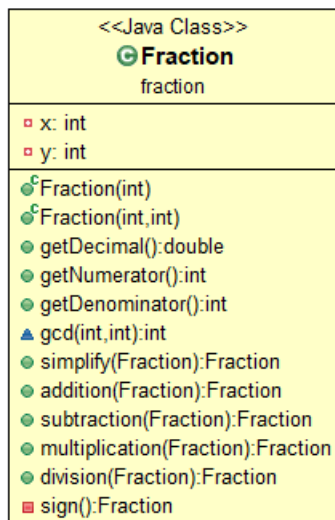 <<Java Class>>
Fraction
fraction
x: int
y: int
Fraction(int)
Fraction(int,int)
getDecimal():double
getNumerator():int
getDenominator():int
gcd(int,int):int
simplify(Fraction):Fraction
addition(Fraction):Fraction
subtraction(Fraction):Fraction
multiplication(Fraction):Fraction
division(Fraction):Fraction
sign():Fraction